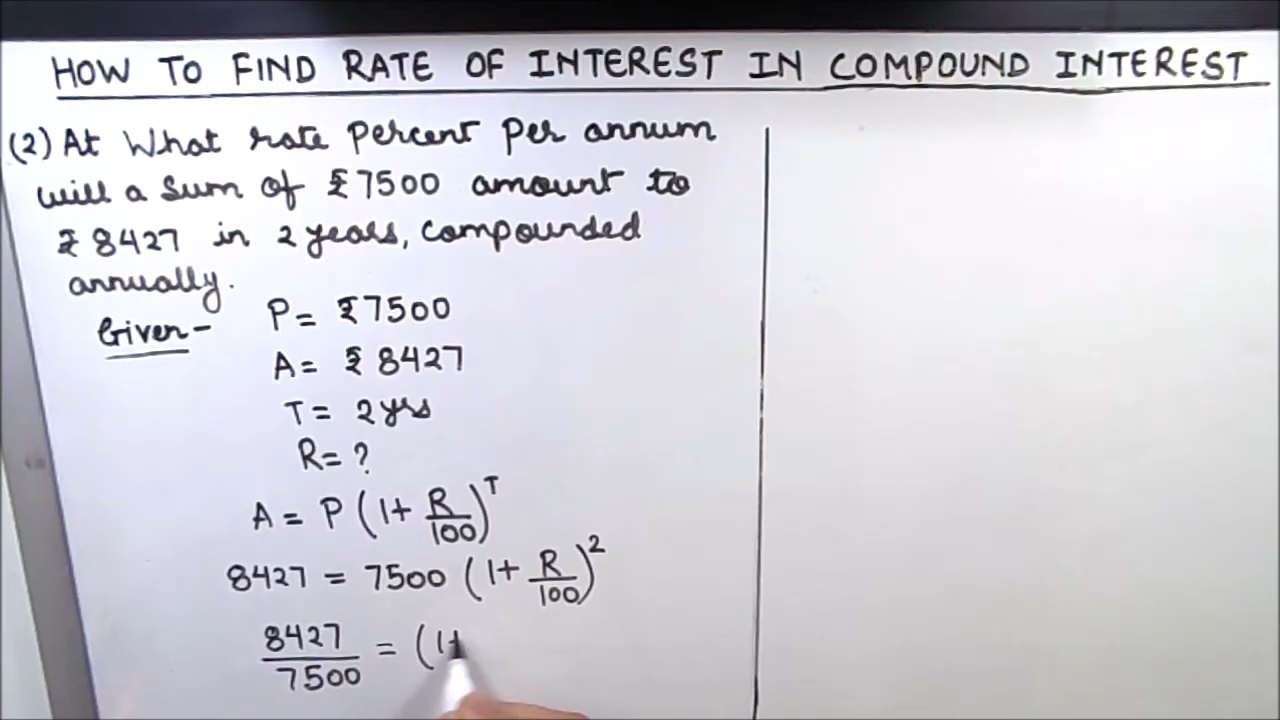 HOW TO FIND RATE OF INTEREST IN COMPOUND INTEREST
(2) At What rate Percent Per annum
will a Sum of ₹7500 amount to
₹8427 in 2 years, Compounded
annually.
Given- P = ₹7500
A = ₹8427
T = 2yrs
R = ?
A = P (1+ R/100)^T
8427 = 7500 (1+ R/100)^2
8427/7500 = (1+